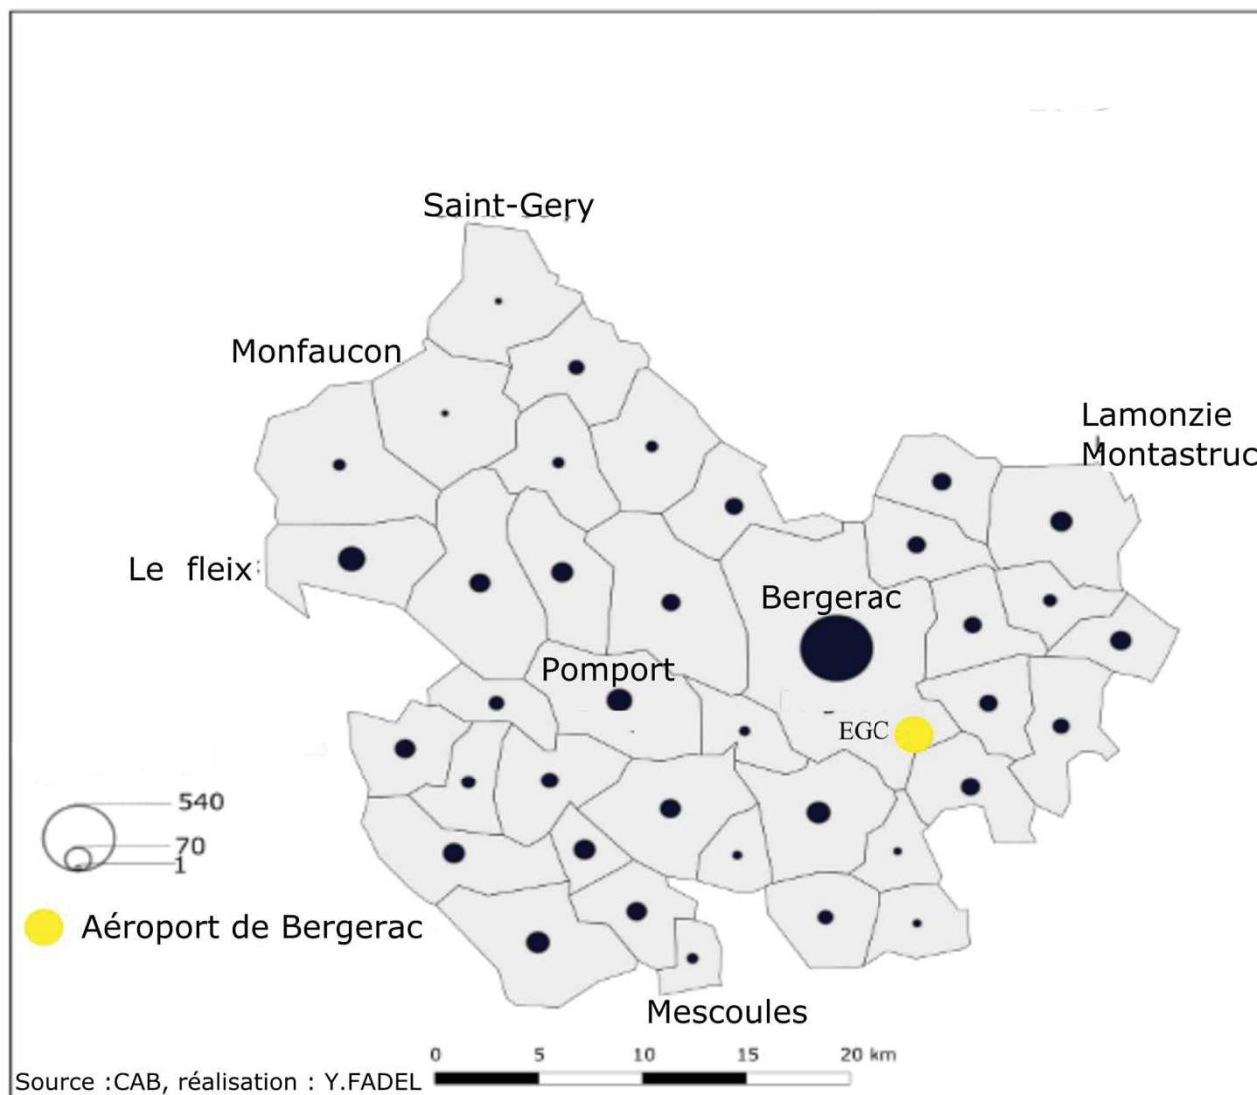 Saint-Gery
Monfaucon
Lamonzie
Montastruc
Le fleix
Bergerac
Pomport
EGC
540
70
1
Aéroport de Bergerac
Mescoules
0 5 10 15 20 km
Source :CAB, réalisation : Y.FADEL